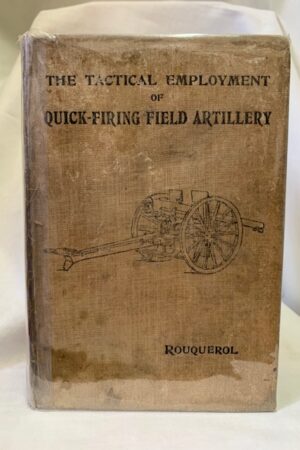 THE TACTICAL EMPLOYMENT
OF
QUICK-FIRING FIELD ARTILLERY
ROUQUEROL